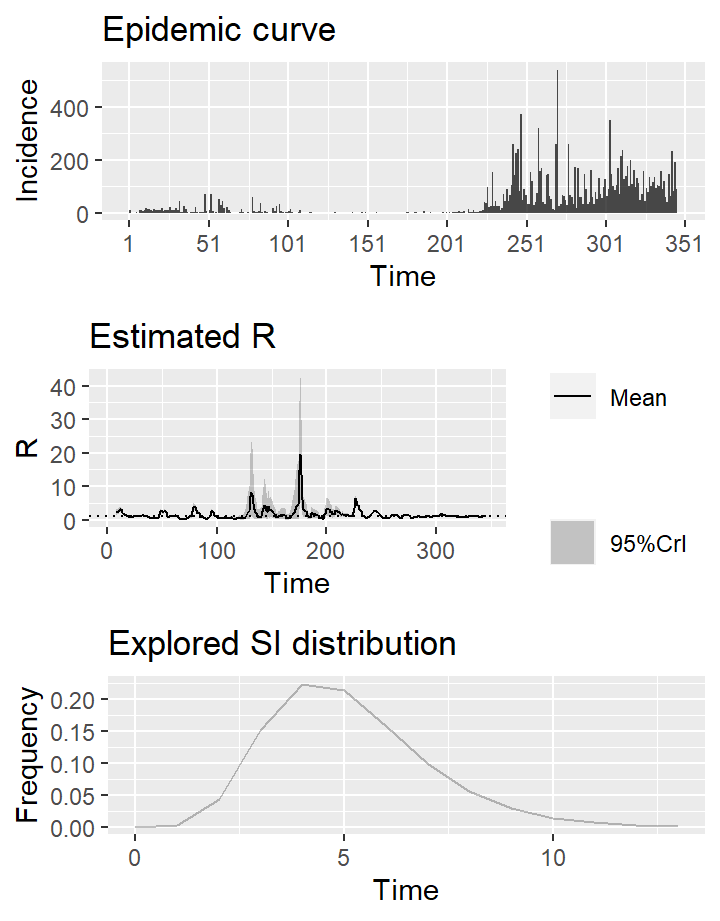 Epidemic curve
Incidence
400
200
0
1 51 101 151 201 251 301 351
Time
Estimated R
R
40
30
20
10
0
0 100 200 300
Time
Mean
95%CrI
Explored SI distribution
Frequency
0.20
0.15
0.10
0.05
0.00
0 5 10
Time